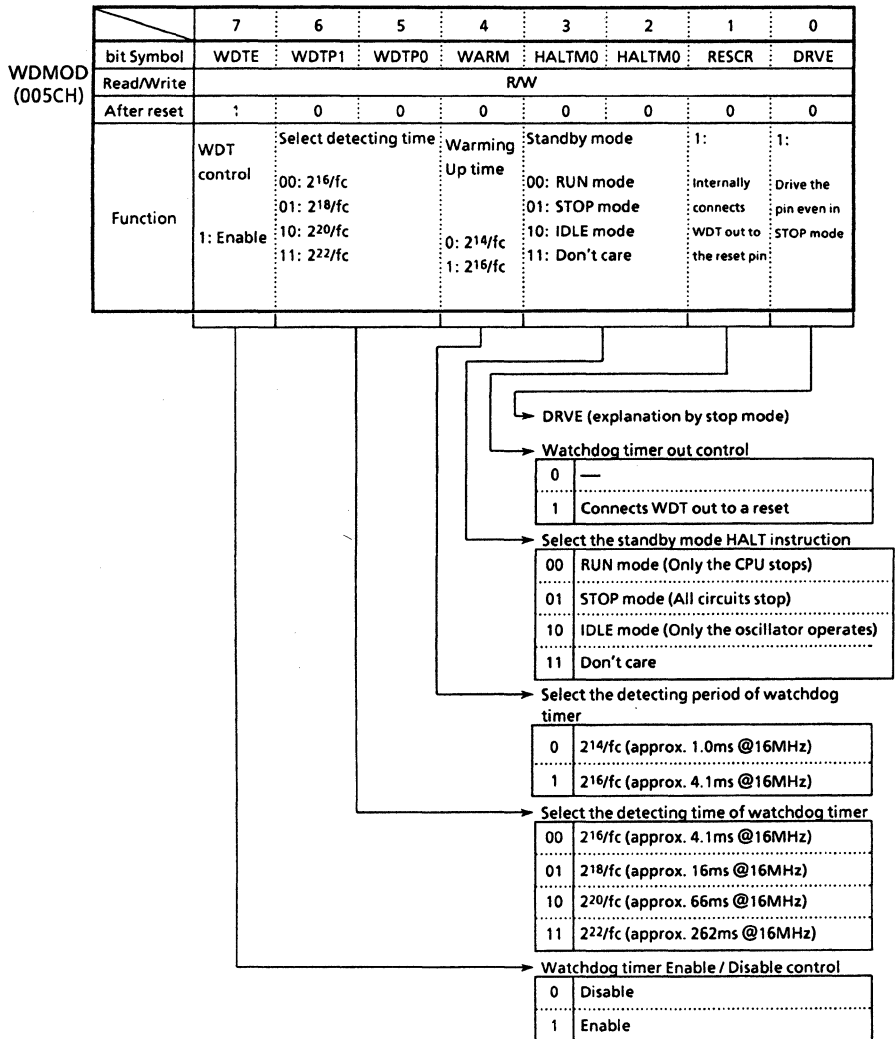 7 6 5 4 3 2 1 0
bit Symbol WDTE WDTP1 WDTP0 WARM HALTM0 HALTM0 RESCR DRVE
WDMOD
(005CH)
Read/Write R/W
After reset 1 0 0 0 0 0 0 0
Function
WDT
control
1: Enable
Select detecting time
00: 2¹⁶/fc
01: 2¹⁸/fc
10: 2²⁰/fc
11: 2²²/fc
Warming
Up time
0: 2¹⁴/fc
1: 2¹⁶/fc
Standby mode
00: RUN mode
01: STOP mode
10: IDLE mode
11: Don't care
1:
Internally
connects
WDT out to
the reset pin
1:
Drive the
pin even in
STOP mode
DRVE (explanation by stop mode)
Watchdog timer out control
0 —
1 Connects WDT out to a reset
Select the standby mode HALT instruction
00 RUN mode (Only the CPU stops)
01 STOP mode (All circuits stop)
10 IDLE mode (Only the oscillator operates)
11 Don't care
Select the detecting period of watchdog
timer
0 2¹⁴/fc (approx. 1.0ms @16MHz)
1 2¹⁶/fc (approx. 4.1ms @16MHz)
Select the detecting time of watchdog timer
00 2¹⁶/fc (approx. 4.1ms @16MHz)
01 2¹⁸/fc (approx. 16ms @16MHz)
10 2²⁰/fc (approx. 66ms @16MHz)
11 2²²/fc (approx. 262ms @16MHz)
Watchdog timer Enable / Disable control
0 Disable
1 Enable